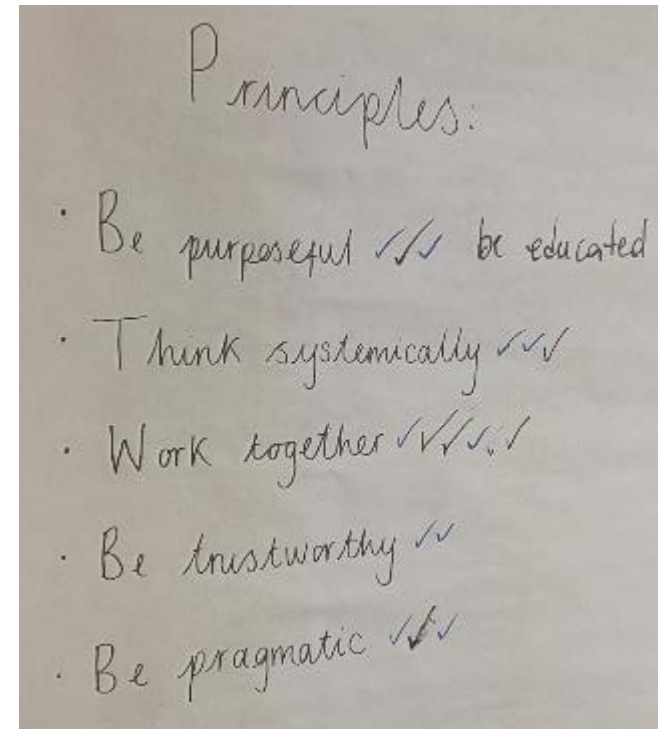 Principles:
· Be purposeful ✓✓✓ be educated
· Think systemically ✓✓✓
· Work together ✓✓✓✓✓
· Be trustworthy ✓✓
· Be pragmatic ✓✓✓